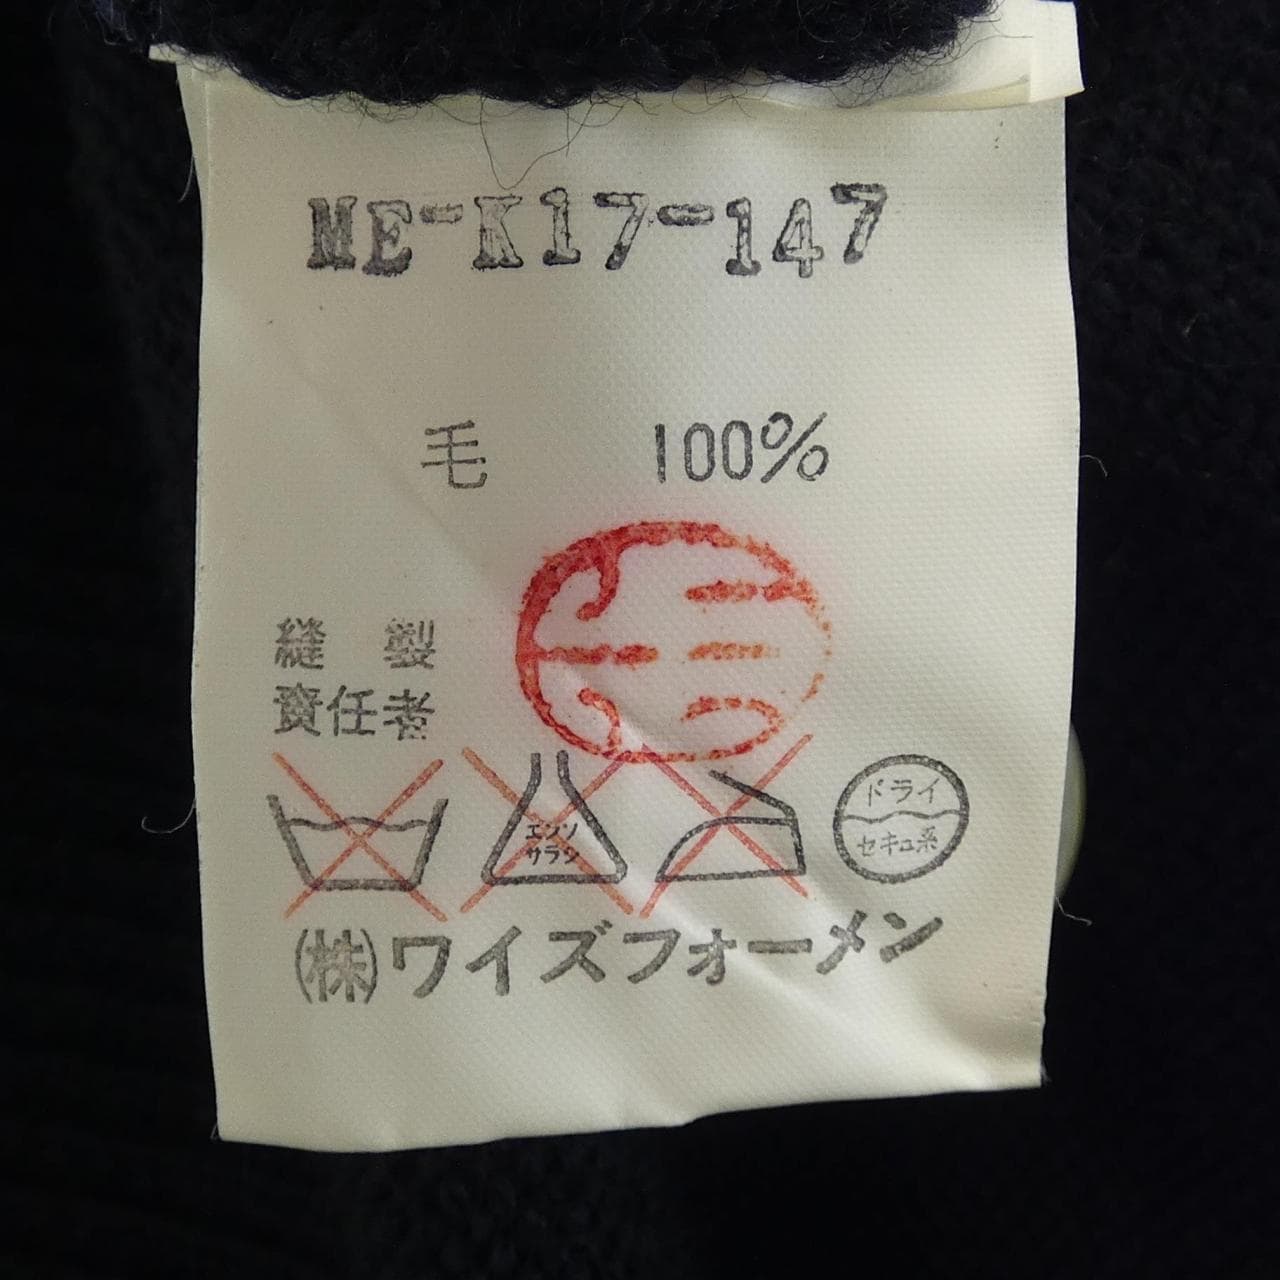 ME-K17-147
毛 100%
縫 製
責任者
エンソ
サラシ
ドライ
セキユ系
(株)ワイズフォーメン